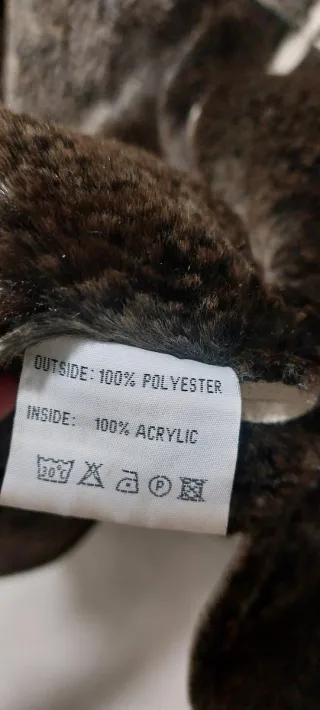 OUTSIDE: 100% POLYESTER
INSIDE: 100% ACRYLIC
30°C P